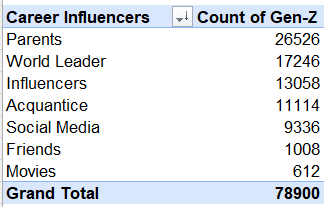 Career Influencers Count of Gen-Z
Parents 26526
World Leader 17246
Influencers 13058
Acquantice 11114
Social Media 9336
Friends 1008
Movies 612
Grand Total 78900